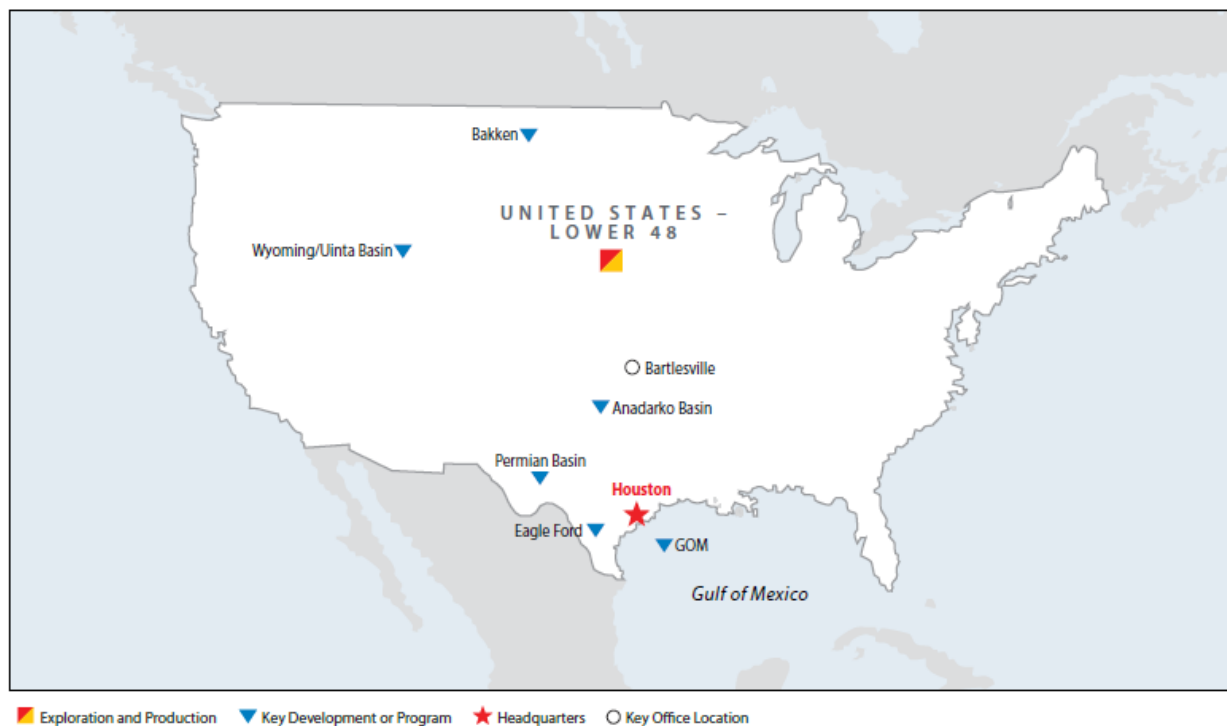 Bakken
UNITED STATES –
LOWER 48
Wyoming/Uinta Basin
Bartlesville
Anadarko Basin
Permian Basin
Houston
Eagle Ford
GOM
Gulf of Mexico
Exploration and Production Key Development or Program Headquarters Key Office Location